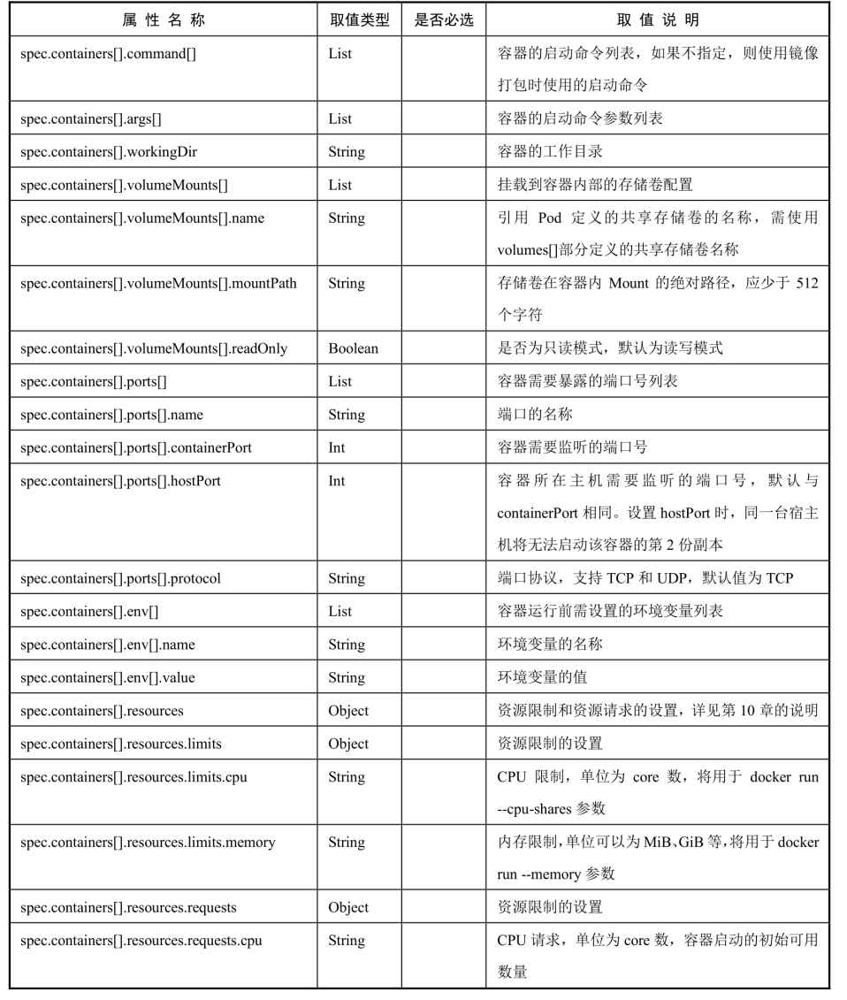 属 性 名 称 取值类型 是否必选 取 值 说 明
spec.containers[].command[] List 容器的启动命令列表，如果不指定，则使用镜像
打包时使用的启动命令
spec.containers[].args[] List 容器的启动命令参数列表
spec.containers[].workingDir String 容器的工作目录
spec.containers[].volumeMounts[] List 挂载到容器内部的存储卷配置
spec.containers[].volumeMounts[].name String 引用 Pod 定义的共享存储卷的名称，需使用
volumes[]部分定义的共享存储卷名称
spec.containers[].volumeMounts[].mountPath String 存储卷在容器内 Mount 的绝对路径，应少于 512
个字符
spec.containers[].volumeMounts[].readOnly Boolean 是否为只读模式，默认为读写模式
spec.containers[].ports[] List 容器需要暴露的端口号列表
spec.containers[].ports[].name String 端口的名称
spec.containers[].ports[].containerPort Int 容器需要监听的端口号
spec.containers[].ports[].hostPort Int 容器所在主机需要监听的端口号，默认与
containerPort 相同。设置 hostPort 时，同一台宿主
机将无法启动该容器的第 2 份副本
spec.containers[].ports[].protocol String 端口协议，支持 TCP 和 UDP，默认值为 TCP
spec.containers[].env[] List 容器运行前需设置的环境变量列表
spec.containers[].env[].name String 环境变量的名称
spec.containers[].env[].value String 环境变量的值
spec.containers[].resources Object 资源限制和资源请求的设置，详见第 10 章的说明
spec.containers[].resources.limits Object 资源限制的设置
spec.containers[].resources.limits.cpu String CPU 限制，单位为 core 数，将用于 docker run
--cpu-shares 参数
spec.containers[].resources.limits.memory String 内存限制，单位可以为 MiB、GiB 等，将用于 docker
run --memory 参数
spec.containers[].resources.requests Object 资源限制的设置
spec.containers[].resources.requests.cpu String CPU 请求，单位为 core 数，容器启动的初始可用
数量